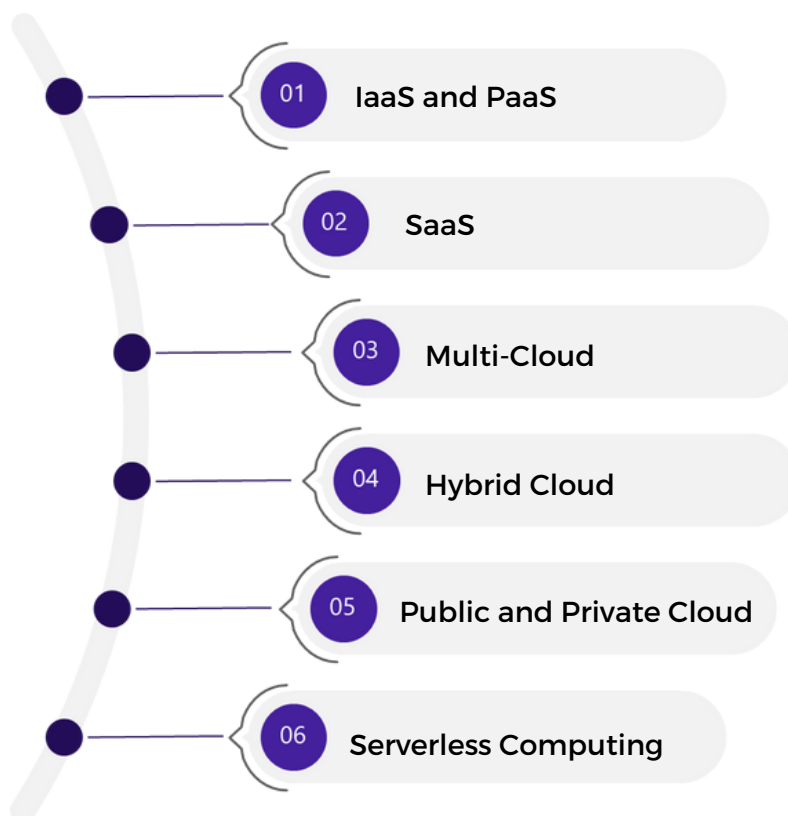 01 IaaS and PaaS
02 SaaS
03 Multi-Cloud
04 Hybrid Cloud
05 Public and Private Cloud
06 Serverless Computing